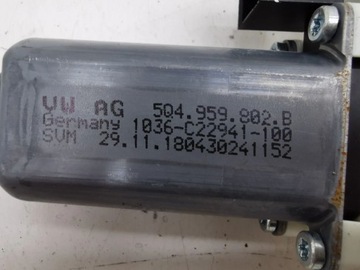 VW AG 5Q4.959.802.B
Germany 1036-C22941-100
SVM 29.11.180430241152